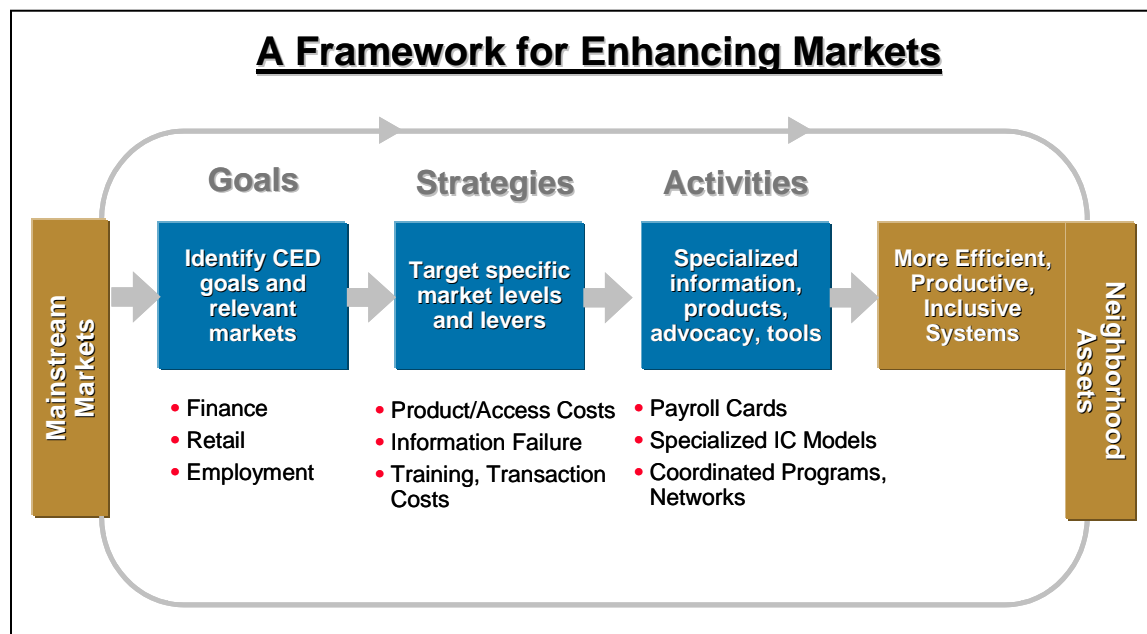 A Framework for Enhancing Markets
Goals
Strategies
Activities
Mainstream
Markets
Identify CED
goals and
relevant
markets
Target specific
market levels
and levers
Specialized
information,
products,
advocacy, tools
More Efficient,
Productive,
Inclusive
Systems
Neighborhood
Assets
• Finance
• Retail
• Employment
• Product/Access Costs
• Information Failure
• Training, Transaction
Costs
• Payroll Cards
• Specialized IC Models
• Coordinated Programs,
Networks